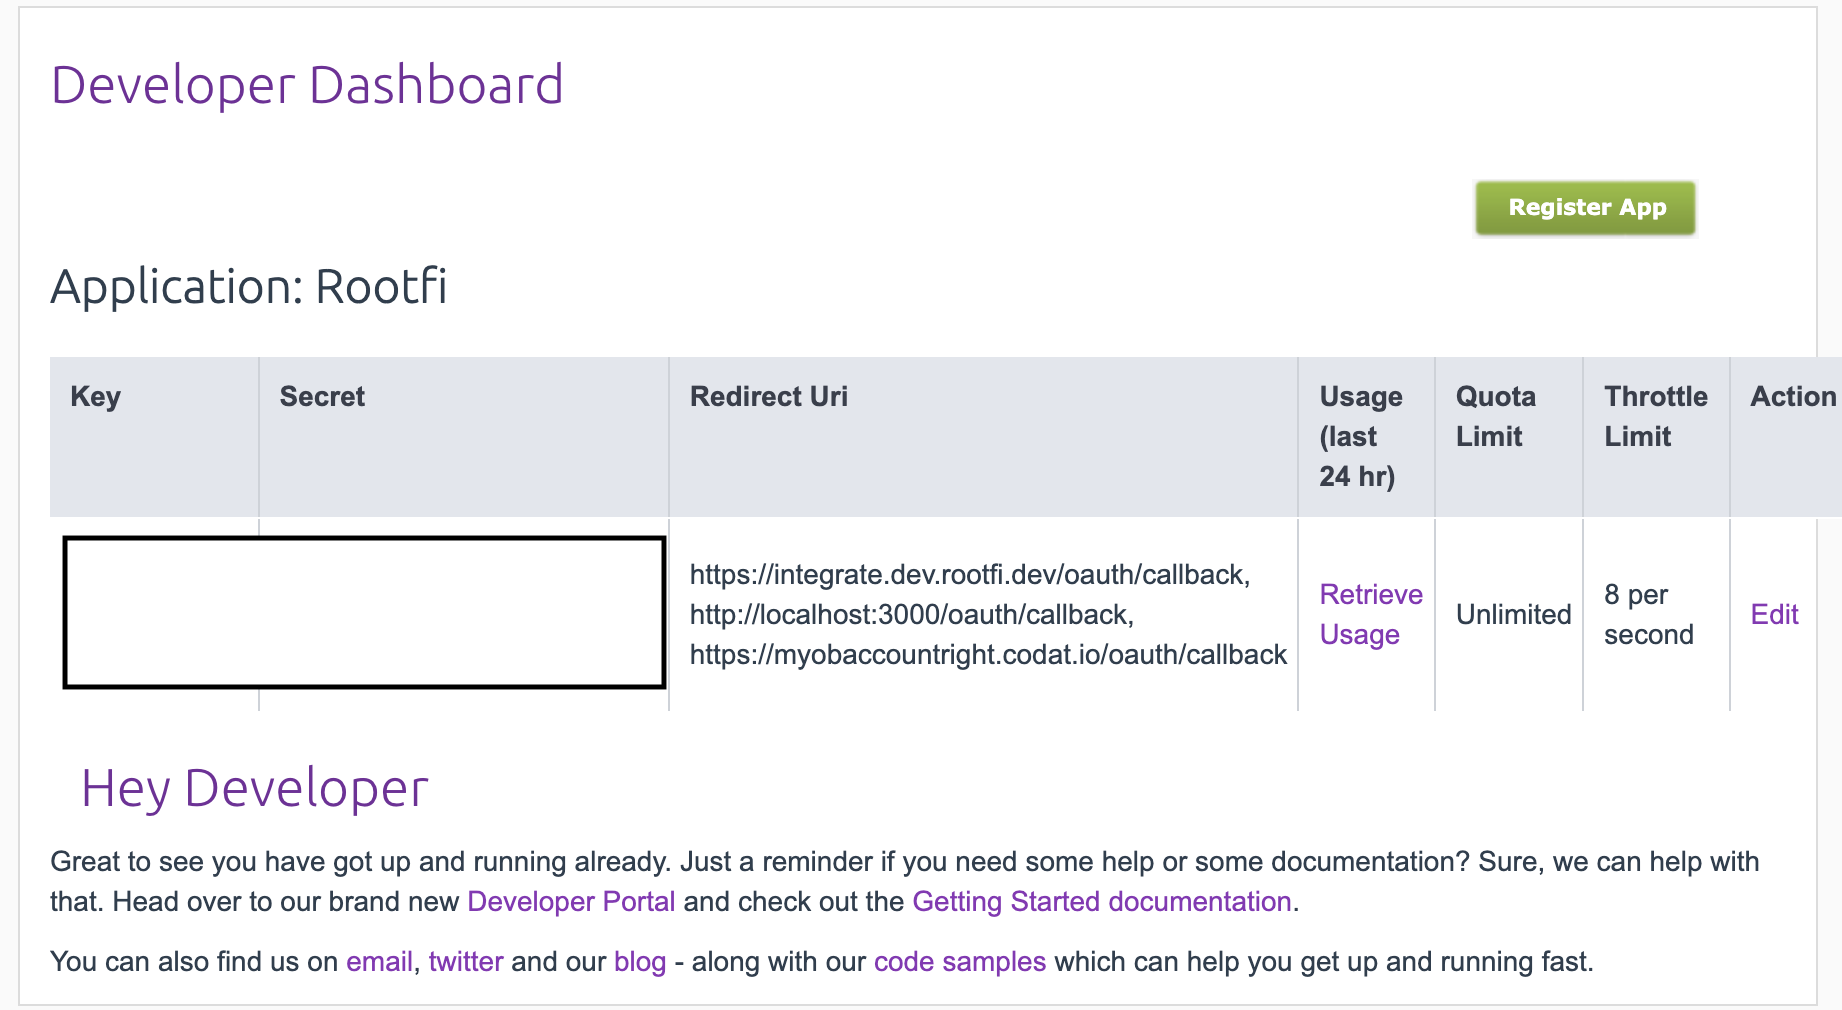 Developer Dashboard
Register App
Application: Rootfi
Key Secret Redirect Uri Usage (last 24 hr) Quota Limit Throttle Limit Action
https://integrate.dev.rootfi.dev/oauth/callback,
http://localhost:3000/oauth/callback,
https://myobaccountright.codat.io/oauth/callback
Retrieve
Usage
Unlimited
8 per
second
Edit
Hey Developer
Great to see you have got up and running already. Just a reminder if you need some help or some documentation? Sure, we can help with
that. Head over to our brand new Developer Portal and check out the Getting Started documentation.
You can also find us on email, twitter and our blog - along with our code samples which can help you get up and running fast.